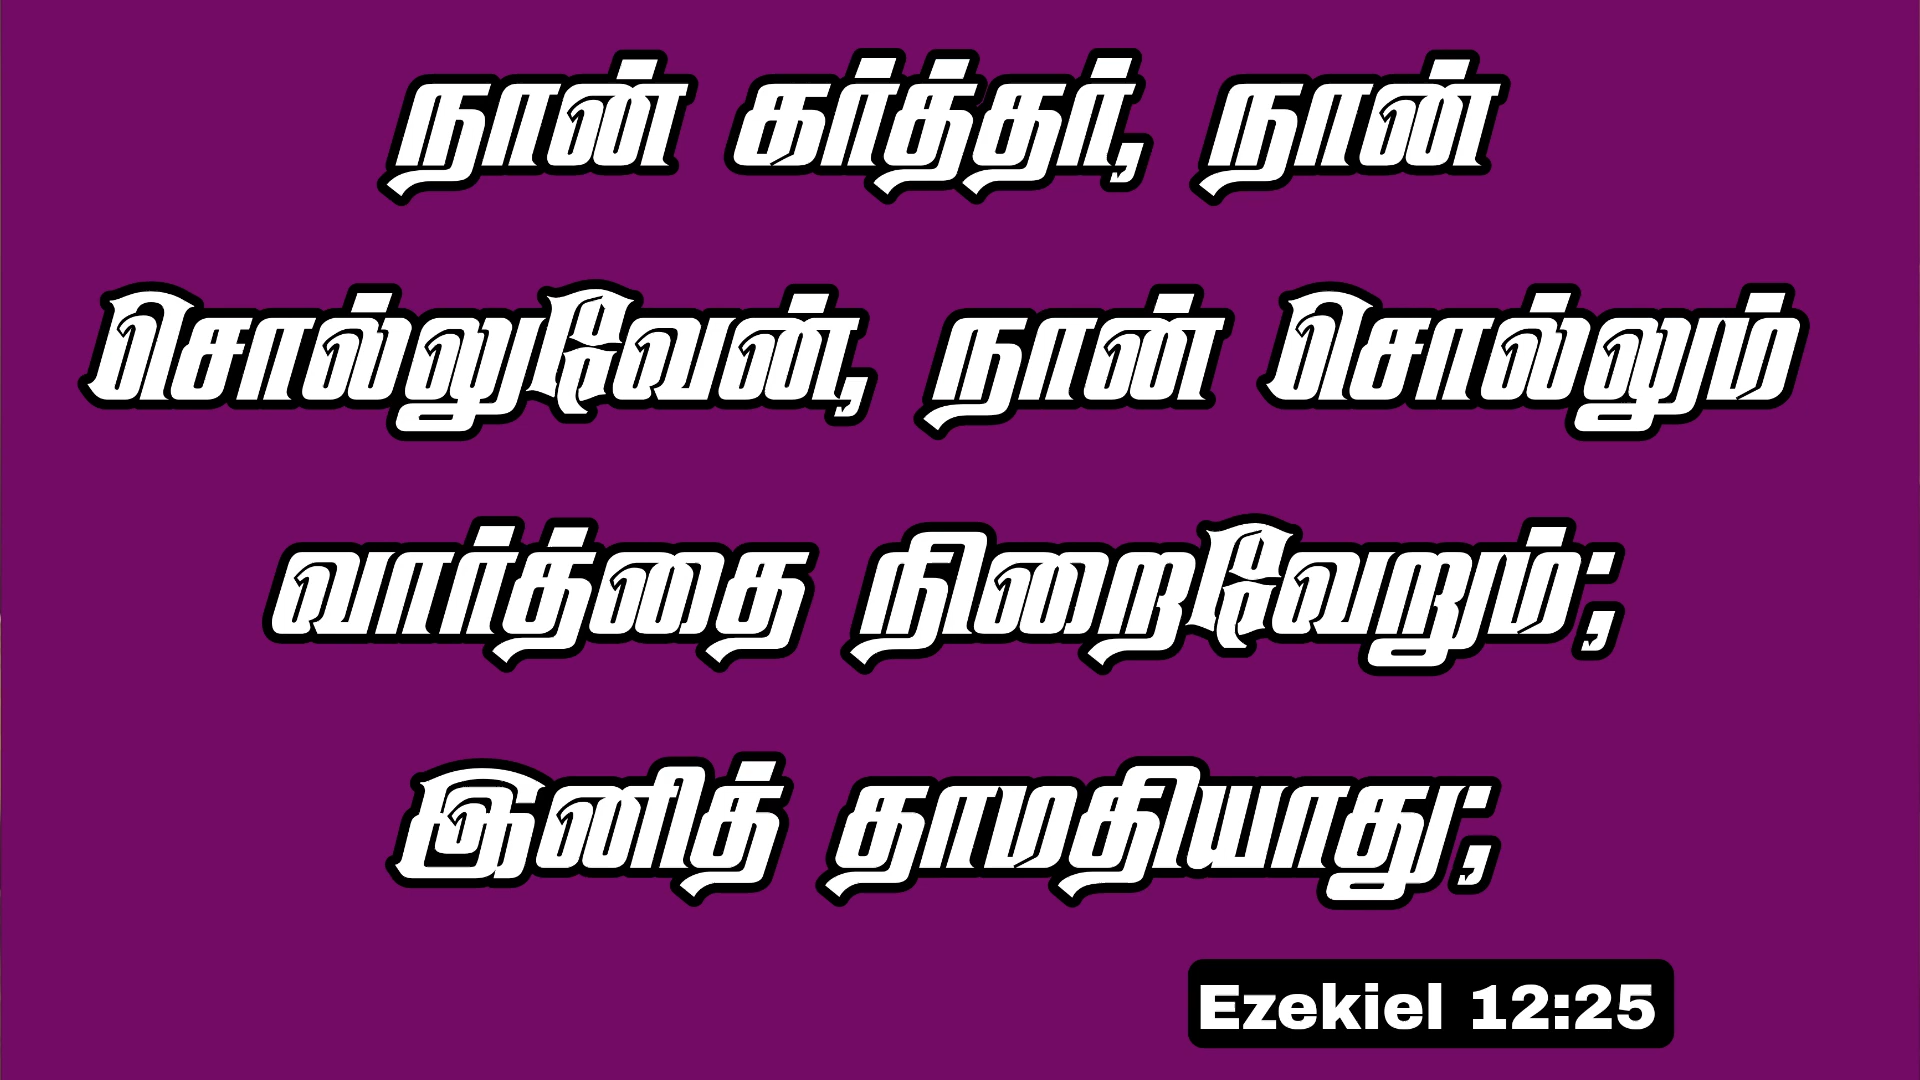 நான் கர்த்தர், நான்
சொல்லுவேன், நான் சொல்லும்
வார்த்தை நிறைவேறும்;
இனித் தாமதியாது;
Ezekiel 12:25